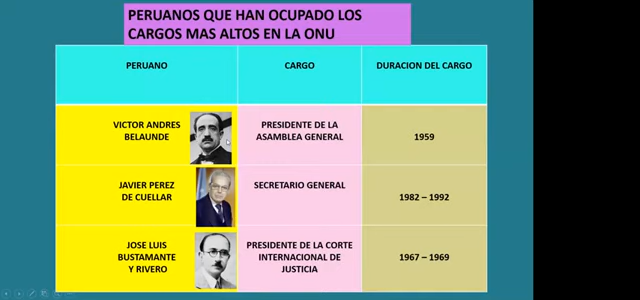 PERUANOS QUE HAN OCUPADO LOS
CARGOS MAS ALTOS EN LA ONU
PERUANO
CARGO
DURACION DEL CARGO
VICTOR ANDRES
BELAUNDE
PRESIDENTE DE LA
ASAMBLEA GENERAL
1959
JAVIER PEREZ
DE CUELLAR
SECRETARIO GENERAL
1982 – 1992
JOSE LUIS
BUSTAMANTE
Y RIVERO
PRESIDENTE DE LA CORTE
INTERNACIONAL DE
JUSTICIA
1967 – 1969